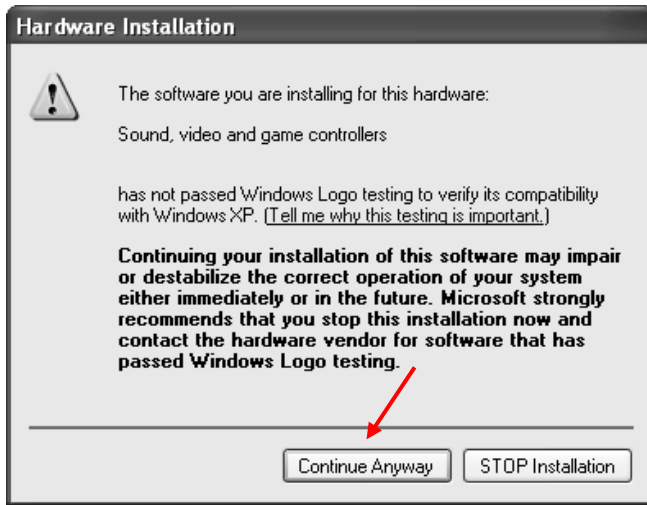 Hardware Installation
The software you are installing for this hardware:
Sound, video and game controllers
has not passed Windows Logo testing to verify its compatibility
with Windows XP. (Tell me why this testing is important.)
Continuing your installation of this software may impair
or destabilize the correct operation of your system
either immediately or in the future. Microsoft strongly
recommends that you stop this installation now and
contact the hardware vendor for software that has
passed Windows Logo testing.
Continue Anyway STOP Installation